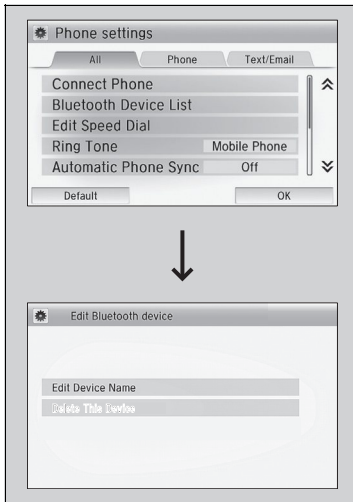 Phone settings
All Phone Text/Email
Connect Phone
Bluetooth Device List
Edit Speed Dial
Ring Tone Mobile Phone
Automatic Phone Sync Off
Default OK
Edit Bluetooth device
Edit Device Name
Delete This Device